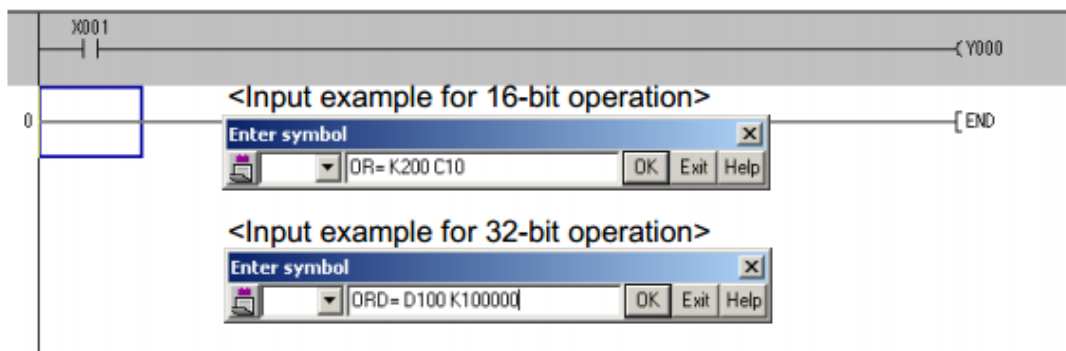 X001
Y000
<Input example for 16-bit operation>
0
END
Enter symbol
OR= K200 C10 OK Exit Help
<Input example for 32-bit operation>
Enter symbol
ORD= D100 K100000 OK Exit Help